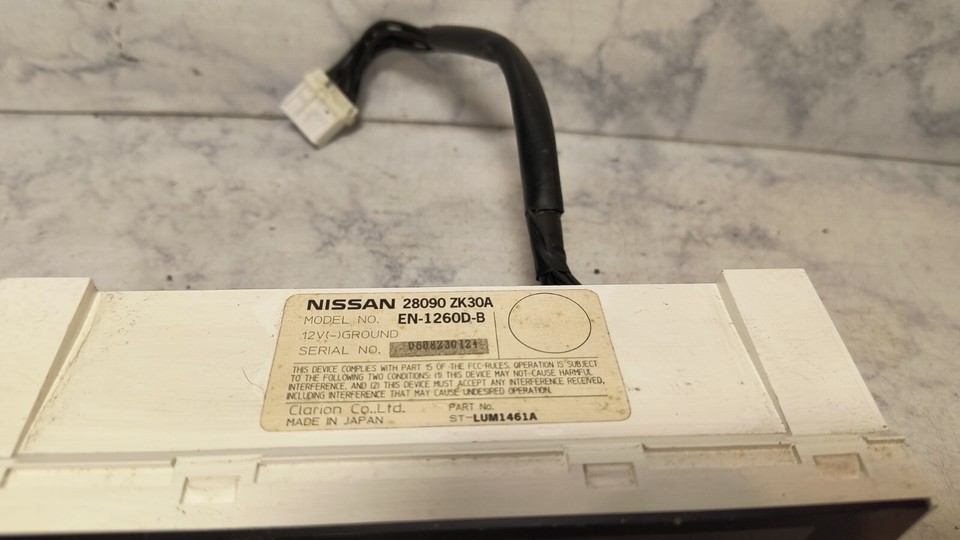 NISSAN 28090 ZK30A
MODEL NO. EN-1260D-B
12V(-)GROUND
SERIAL NO. 0608230124
THIS DEVICE COMPLIES WITH PART 15 OF THE FCC-RULES. OPERATION IS SUBJECT
TO THE FOLLOWING TWO CONDITIONS: (1) THIS DEVICE MAY NOT-CAUSE HARMFUL
INTERFERENCE, AND (2) THIS DEVICE MUST ACCEPT ANY INTERFERENCE RECEIVED,
INCLUDING INTERFERENCE THAT MAY CAUSE UNDESIRED OPERATION.
Clarion Co.,Ltd. PART No.
MADE IN JAPAN ST-LUM1461A